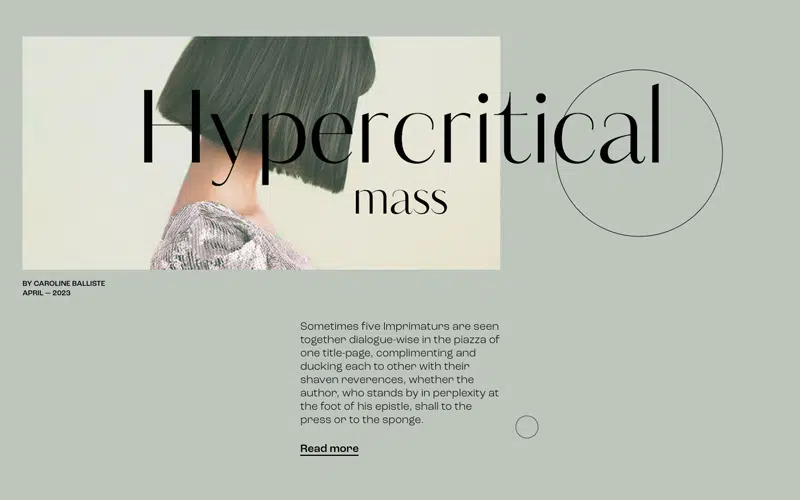 Hypercritical
mass
BY CAROLINE BALLISTE
APRIL — 2023
Sometimes five Imprimaturs are seen
together dialogue-wise in the piazza of
one title-page, complimenting and
ducking each to other with their
shaven reverences, whether the
author, who stands by in perplexity at
the foot of his epistle, shall to the
press or to the sponge.
Read more